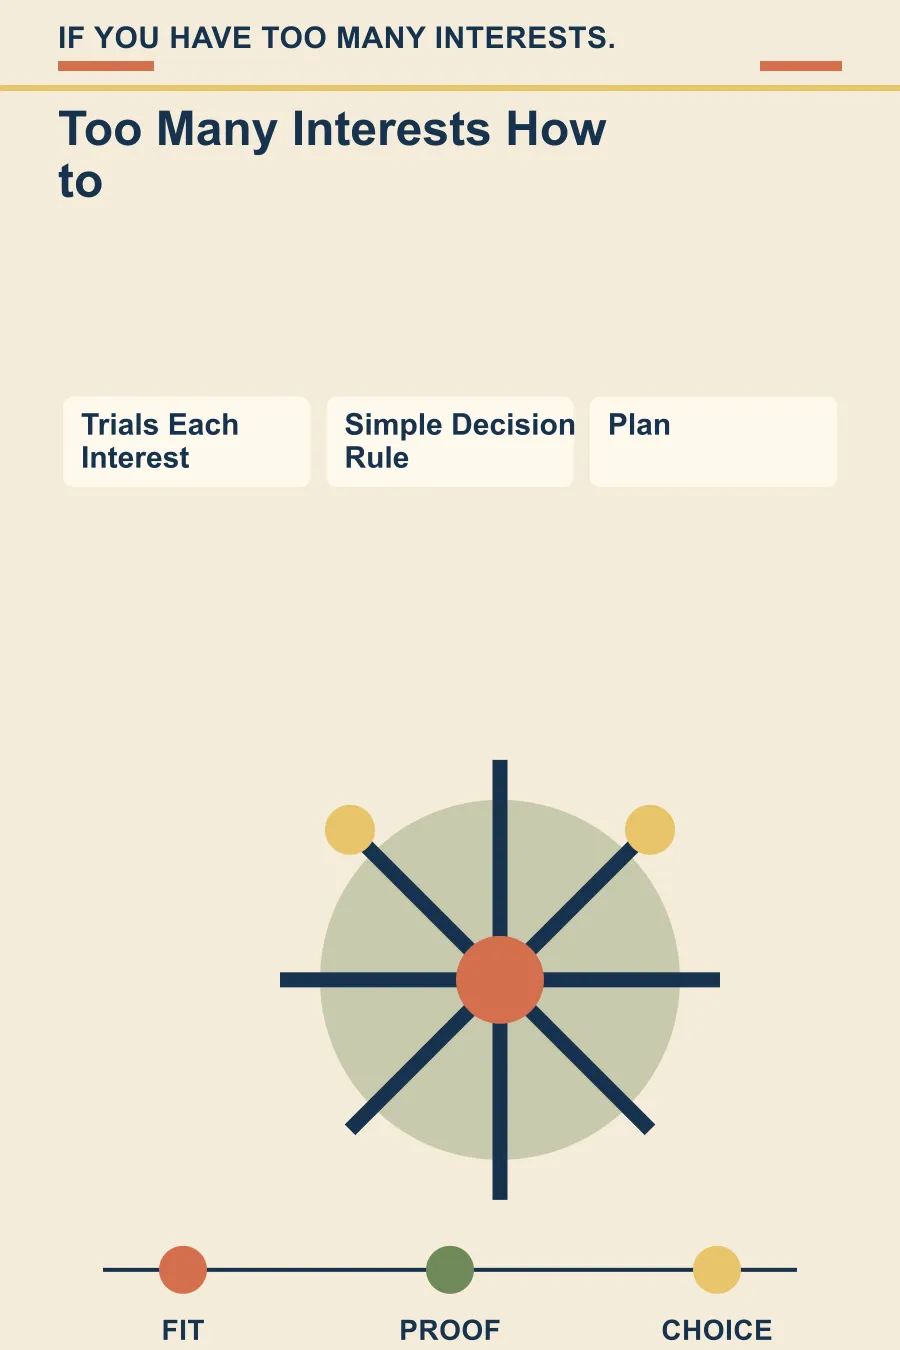 IF YOU HAVE TOO MANY INTERESTS.
Too Many Interests How
to
Trials Each
Interest
Simple Decision
Rule
Plan
FIT
PROOF
CHOICE